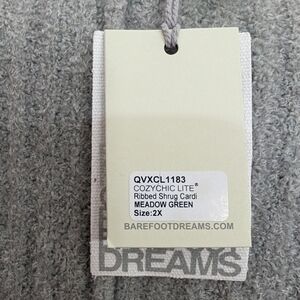 QVXCL1183
COZYCHIC LITE®
Ribbed Shrug Cardi
MEADOW GREEN
Size:2X
BAREFOOTDREAMS.COM
DREAMS